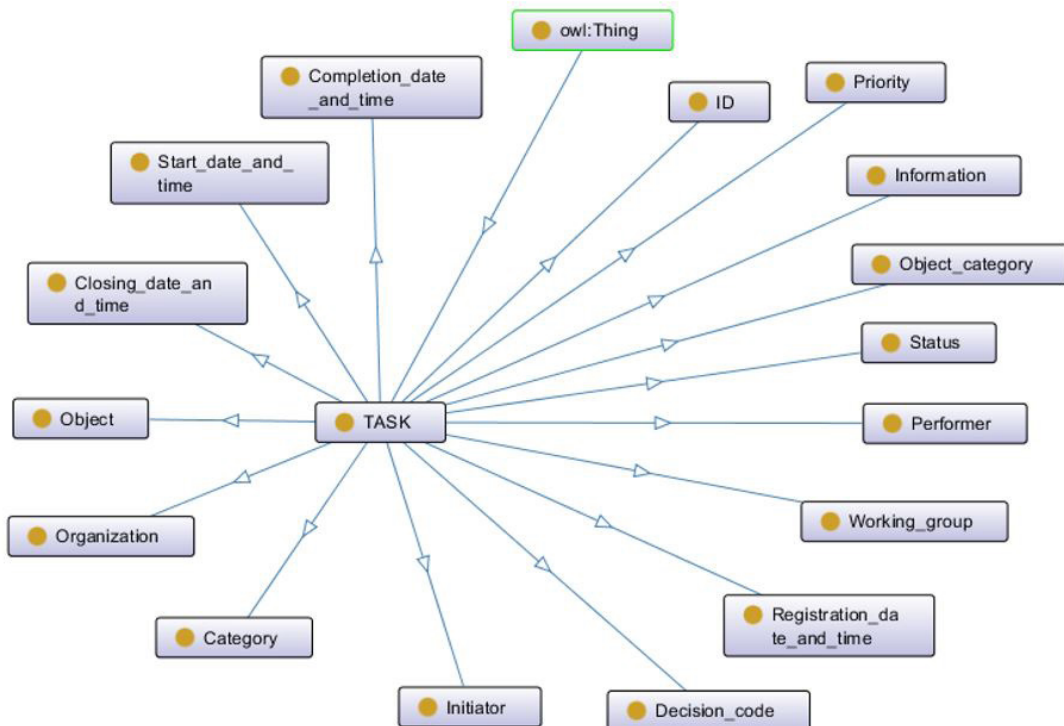 owl:Thing
Completion_date
_and_time
ID
Priority
Start_date_and_
time
Information
Object_category
Closing_date_an
d_time
Status
Object
TASK
Performer
Organization
Working_group
Category
Registration_da
te_and_time
Initiator
Decision_code